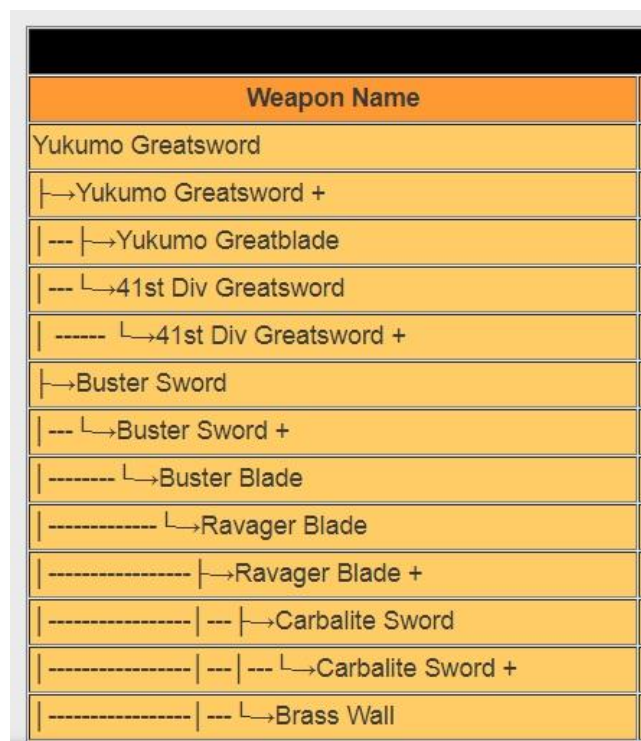 Weapon Name
Yukumo Greatsword
├→Yukumo Greatsword +
│---├→Yukumo Greatblade
│---└→41st Div Greatsword
│ ------ └→41st Div Greatsword +
├→Buster Sword
│---└→Buster Sword +
│--------└→Buster Blade
│-------------└→Ravager Blade
│-----------------├→Ravager Blade +
│-----------------│---├→Carbalite Sword
│-----------------│---│---└→Carbalite Sword +
│-----------------│---└→Brass Wall